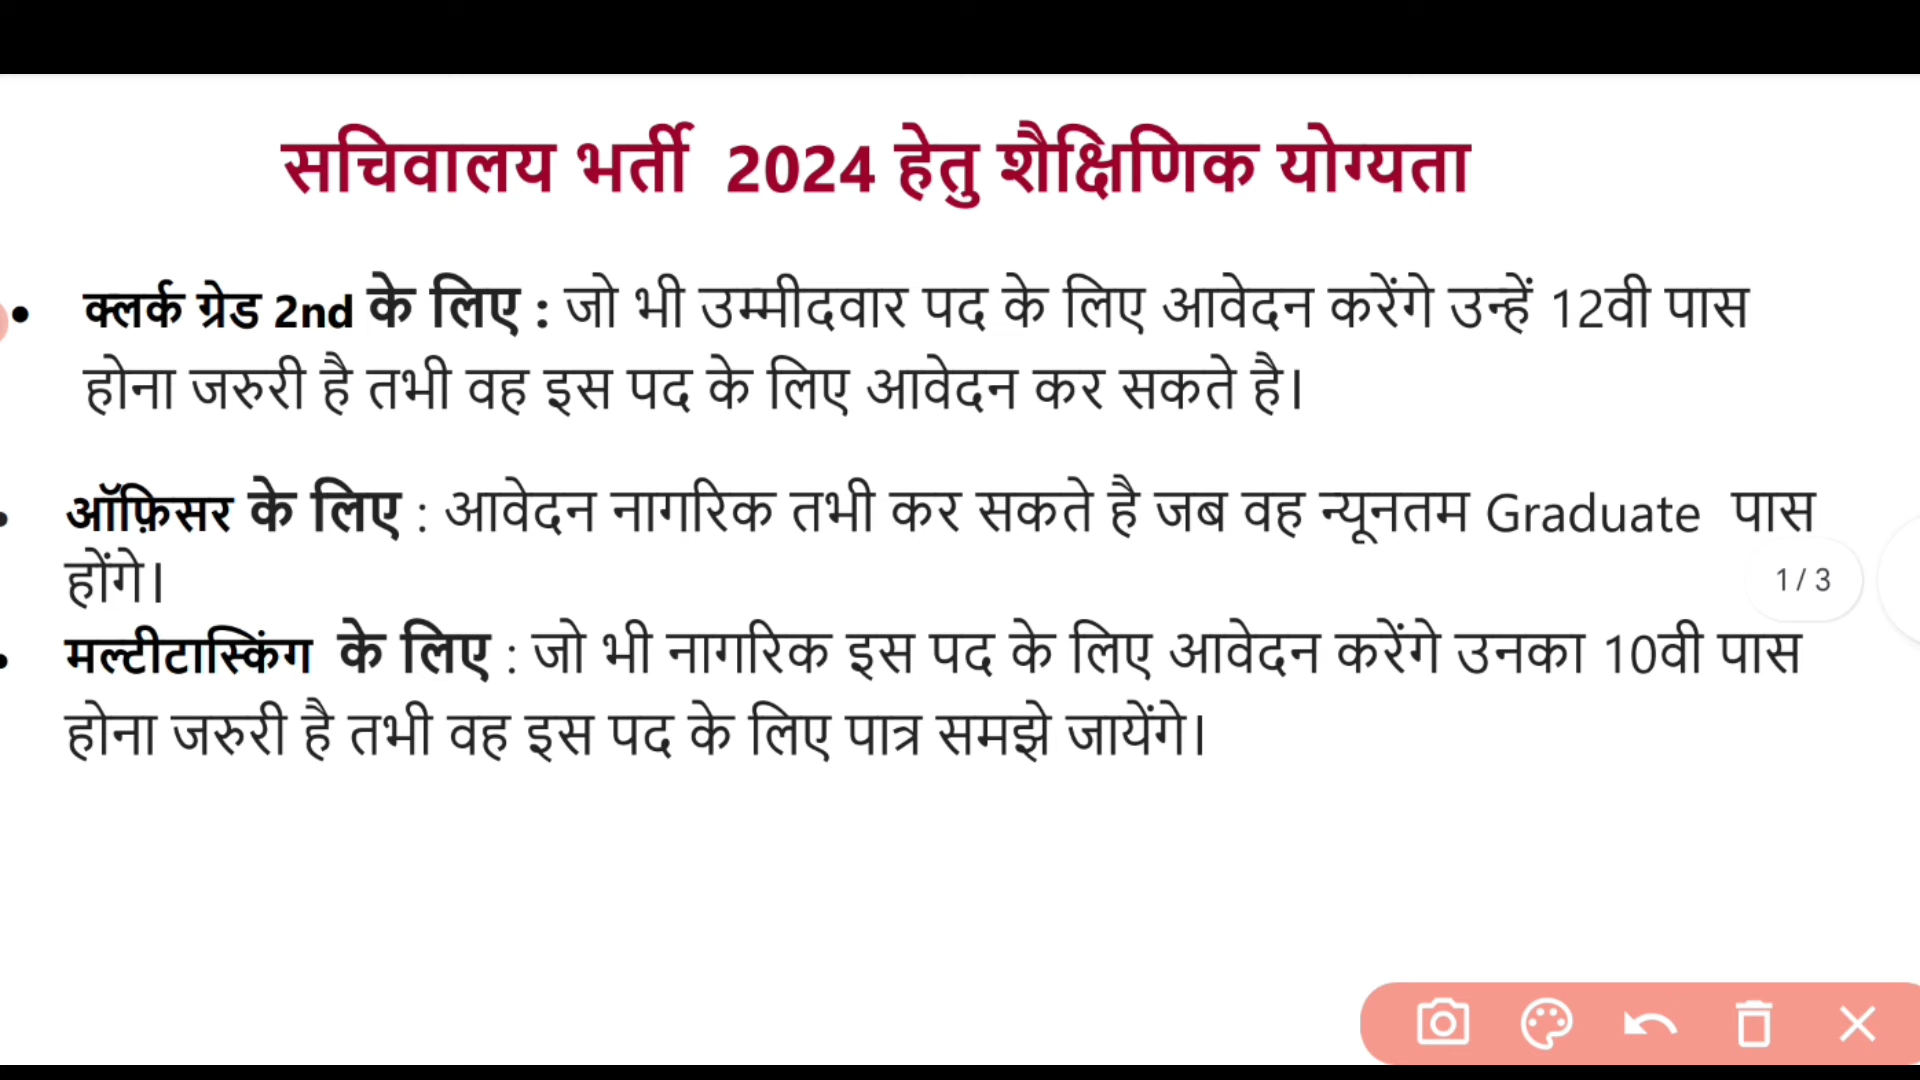 सचिवालय भर्ती 2024 हेतु शैक्षिणिक योग्यता
• क्लर्क ग्रेड 2nd के लिए : जो भी उम्मीदवार पद के लिए आवेदन करेंगे उन्हें 12वी पास
होना जरुरी है तभी वह इस पद के लिए आवेदन कर सकते है।
• ऑफ़िसर के लिए : आवेदन नागरिक तभी कर सकते है जब वह न्यूनतम Graduate पास
होंगे।
1 / 3
• मल्टीटास्किंग के लिए : जो भी नागरिक इस पद के लिए आवेदन करेंगे उनका 10वी पास
होना जरुरी है तभी वह इस पद के लिए पात्र समझे जायेंगे।